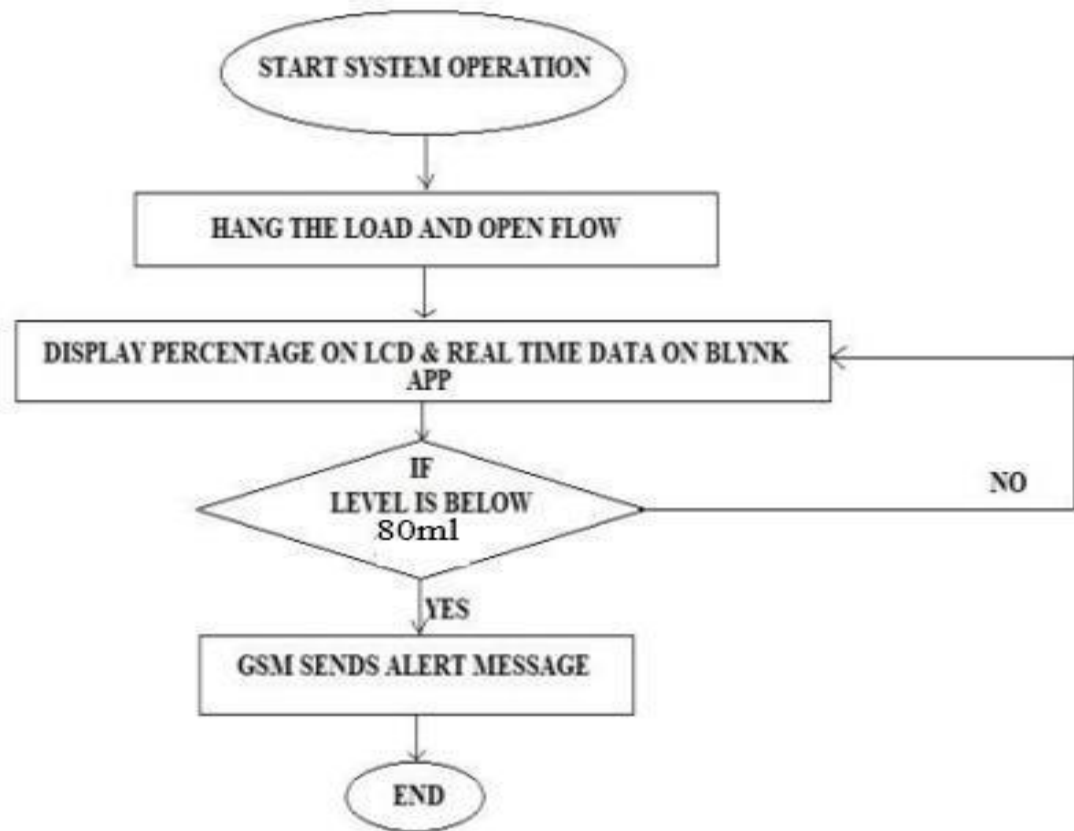 START SYSTEM OPERATION
HANG THE LOAD AND OPEN FLOW
DISPLAY PERCENTAGE ON LCD & REAL TIME DATA ON BLYNK
APP
IF
LEVEL IS BELOW
80ml
NO
YES
GSM SENDS ALERT MESSAGE
END